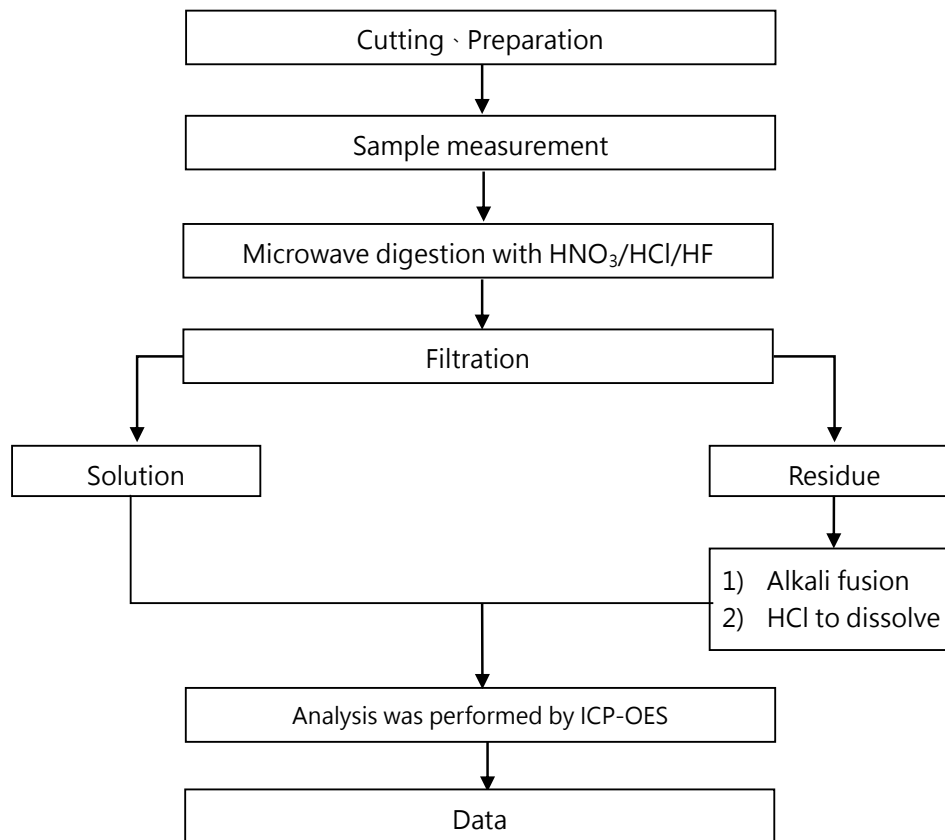 Cutting、Preparation
Sample measurement
Microwave digestion with HNO₃/HCl/HF
Filtration
Solution
Residue
1) Alkali fusion
2) HCl to dissolve
Analysis was performed by ICP-OES
Data